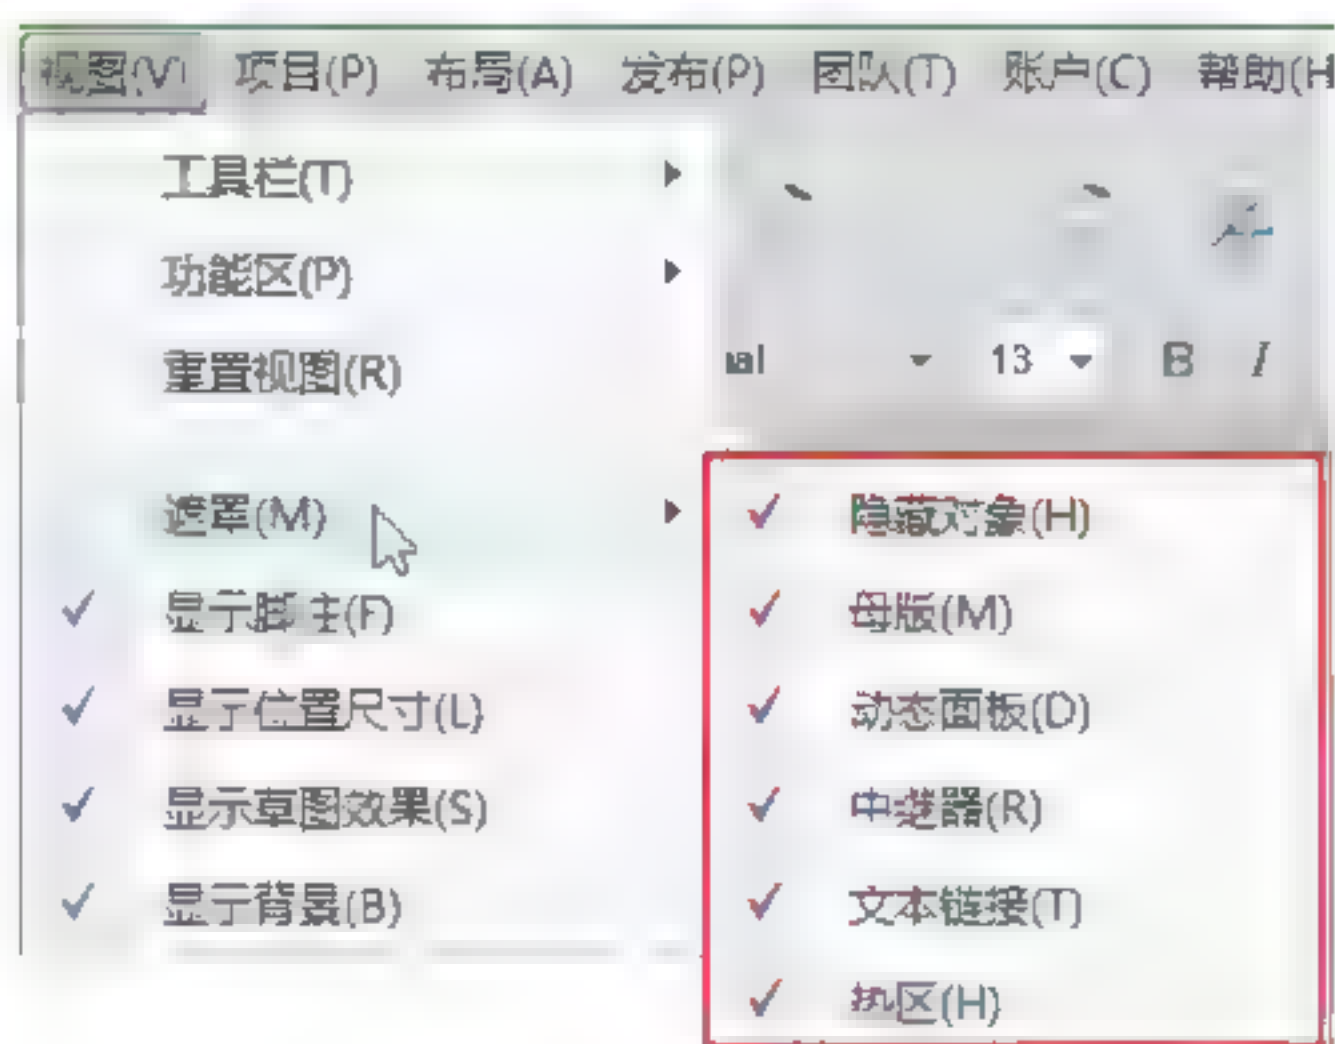 视图(V) 项目(P) 布局(A) 发布(P) 团队(T) 账户(C) 帮助(H
工具栏(T)
功能区(P)
重置视图(R)
ial 13 B I
遮罩(M)
显示脚注(F)
显示位置尺寸(L)
显示草图效果(S)
显示背景(B)
隐藏对象(H)
母版(M)
动态面板(D)
中继器(R)
文本链接(T)
热区(H)